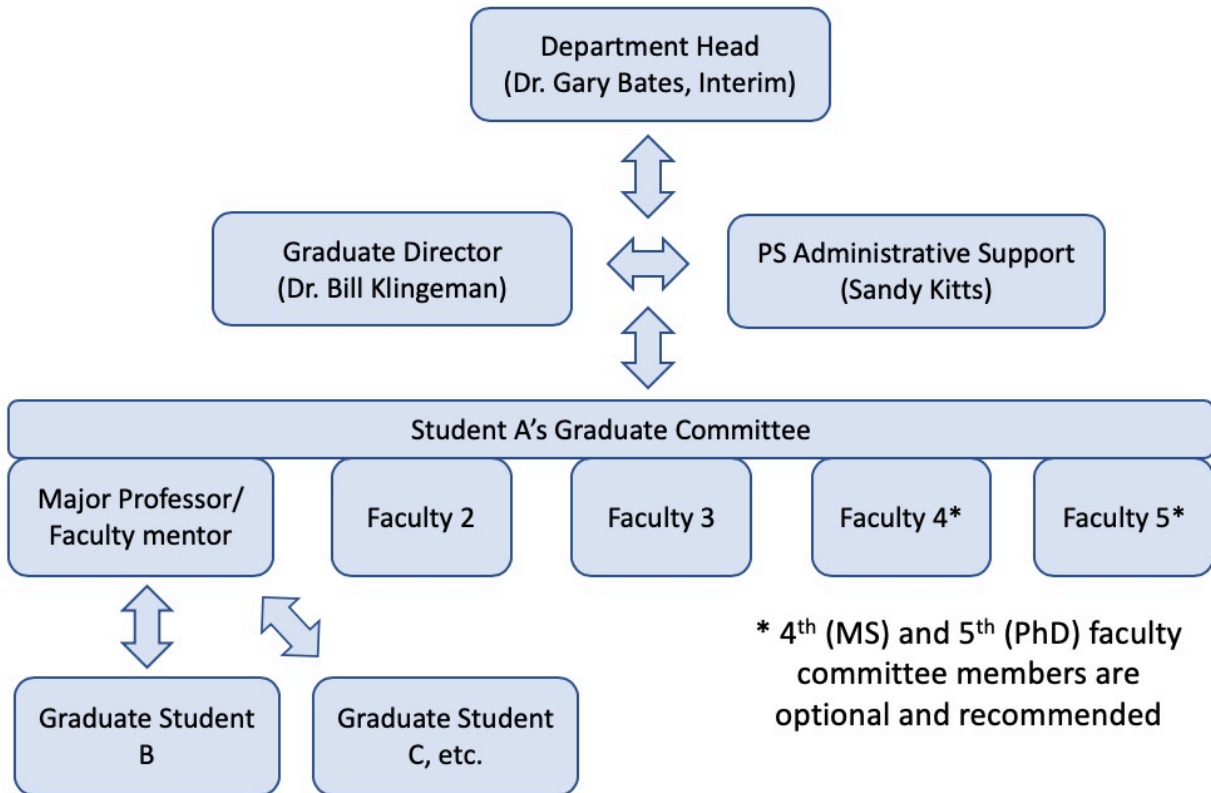 Department Head
(Dr. Gary Bates, Interim)
Graduate Director
(Dr. Bill Klingeman)
PS Administrative Support
(Sandy Kitts)
Student A’s Graduate Committee
Major Professor/
Faculty mentor
Faculty 2
Faculty 3
Faculty 4*
Faculty 5*
Graduate Student
B
Graduate Student
C, etc.
* 4th (MS) and 5th (PhD) faculty
committee members are
optional and recommended